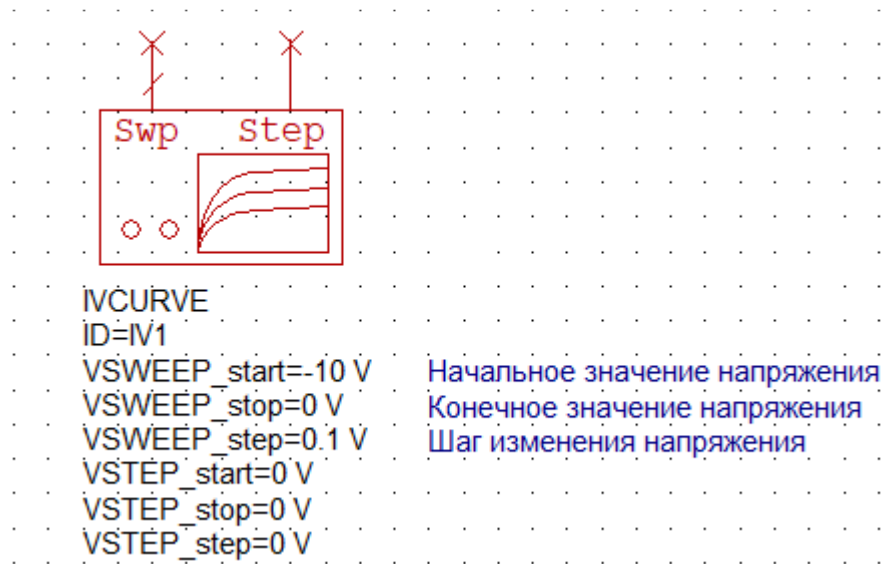 Swp Step
IVCURVE
ID=IV1
VSWEEP_start=-10 V Начальное значение напряжения
VSWEEP_stop=0 V Конечное значение напряжения
VSWEEP_step=0.1 V Шаг изменения напряжения
VSTEP_start=0 V
VSTEP_stop=0 V
VSTEP_step=0 V